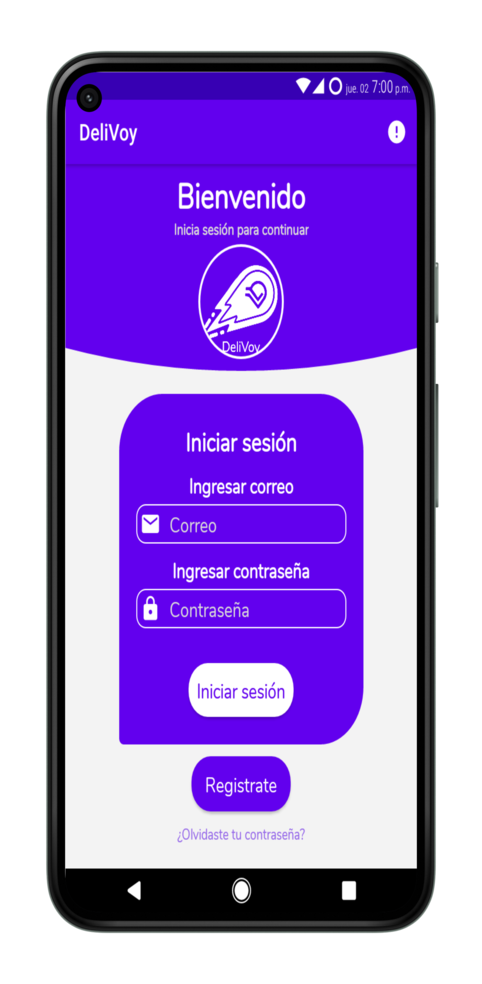 jue. 02 7:00 p.m.
DeliVoy
Bienvenido
Inicia sesión para continuar
DeliVoy
Iniciar sesión
Ingresar correo
Correo
Ingresar contraseña
Contraseña
Iniciar sesión
Registrate
¿Olvidaste tu contraseña?